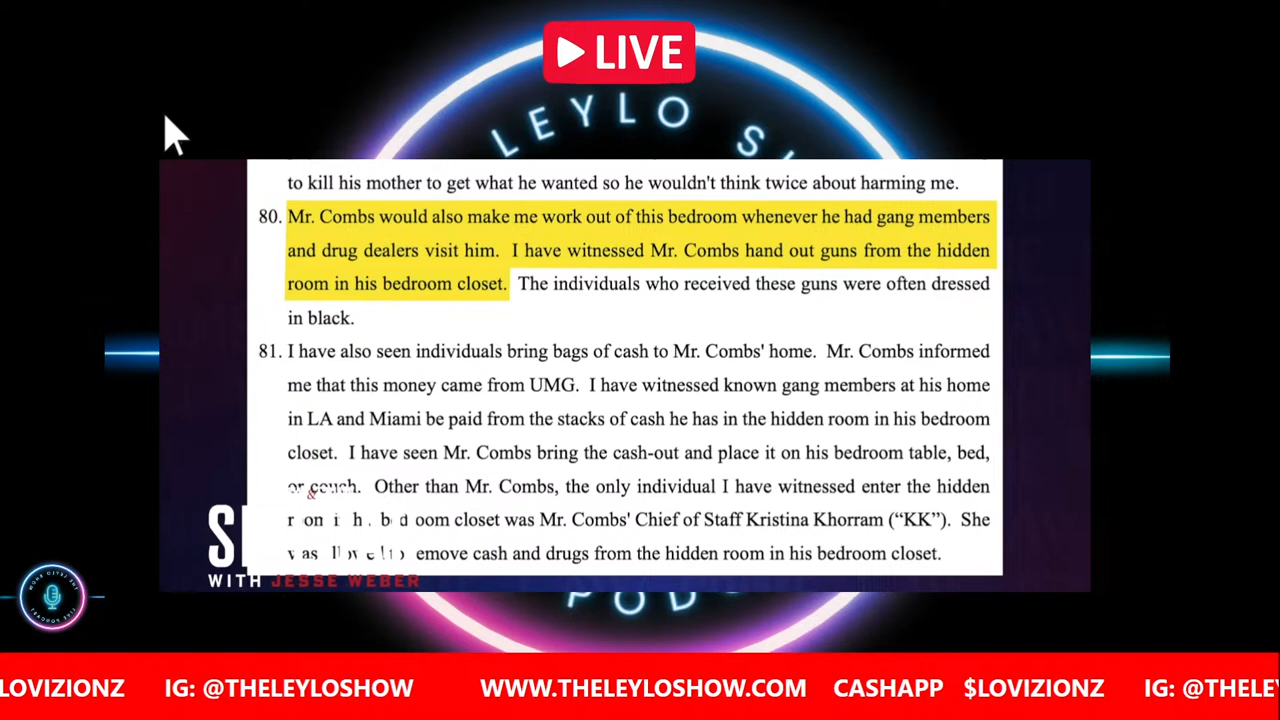 LIVE
LEYLO
to kill his mother to get what he wanted so he wouldn't think twice about harming me.
80. Mr. Combs would also make me work out of this bedroom whenever he had gang members
and drug dealers visit him. I have witnessed Mr. Combs hand out guns from the hidden
room in his bedroom closet. The individuals who received these guns were often dressed
in black.
81. I have also seen individuals bring bags of cash to Mr. Combs' home. Mr. Combs informed
me that this money came from UMG. I have witnessed known gang members at his home
in LA and Miami be paid from the stacks of cash he has in the hidden room in his bedroom
closet. I have seen Mr. Combs bring the cash-out and place it on his bedroom table, bed,
or couch. Other than Mr. Combs, the only individual I have witnessed enter the hidden
oom closet was Mr. Combs' Chief of Staff Kristina Khorram (“KK”). She
emove cash and drugs from the hidden room in his bedroom closet.
WITH JESSE WEBER
LOVIZIONZ IG: @THELEYLOSHOW WWW.THELEYLOSHOW.COM CASHAPP $LOVIZIONZ IG: @THELEY